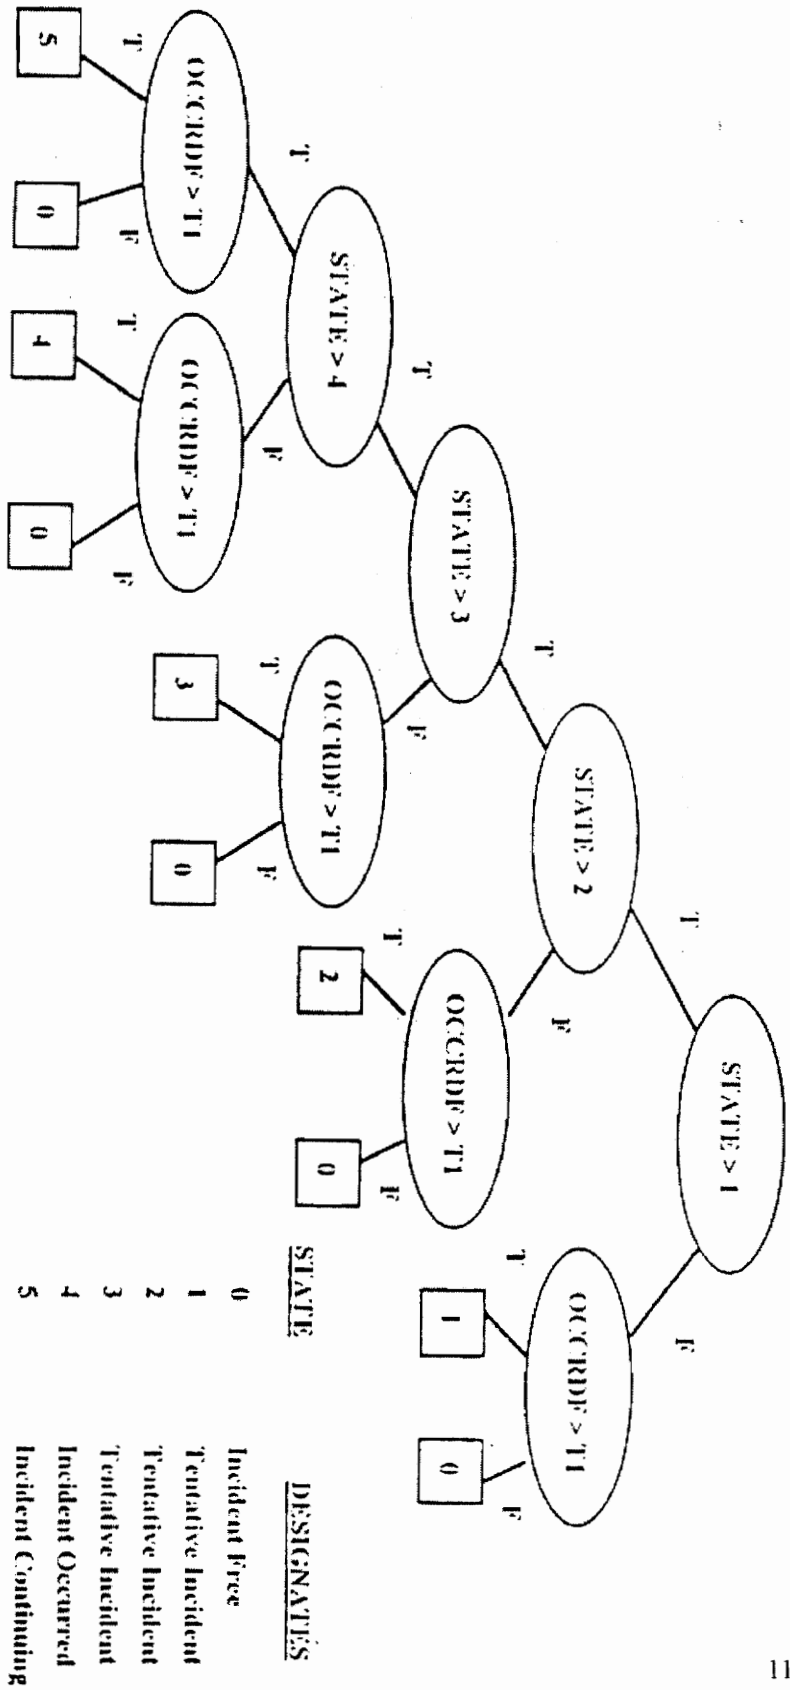 11
STATE > 1
T
F
STATE > 2
OCCRDF > T1
T
F
T
F
STATE > 3
OCCRDF > T1
1
0
T
F
T
F
STATE > 4
OCCRDF > T1
2
0
T
F
T
F
OCCRDF > T1
OCCRDF > T1
3
0
T
F
T
F
5
0
4
0
STATE DESIGNATES
0 Incident Free
1 Tentative Incident
2 Tentative Incident
3 Tentative Incident
4 Incident Occurred
5 Incident Continuing